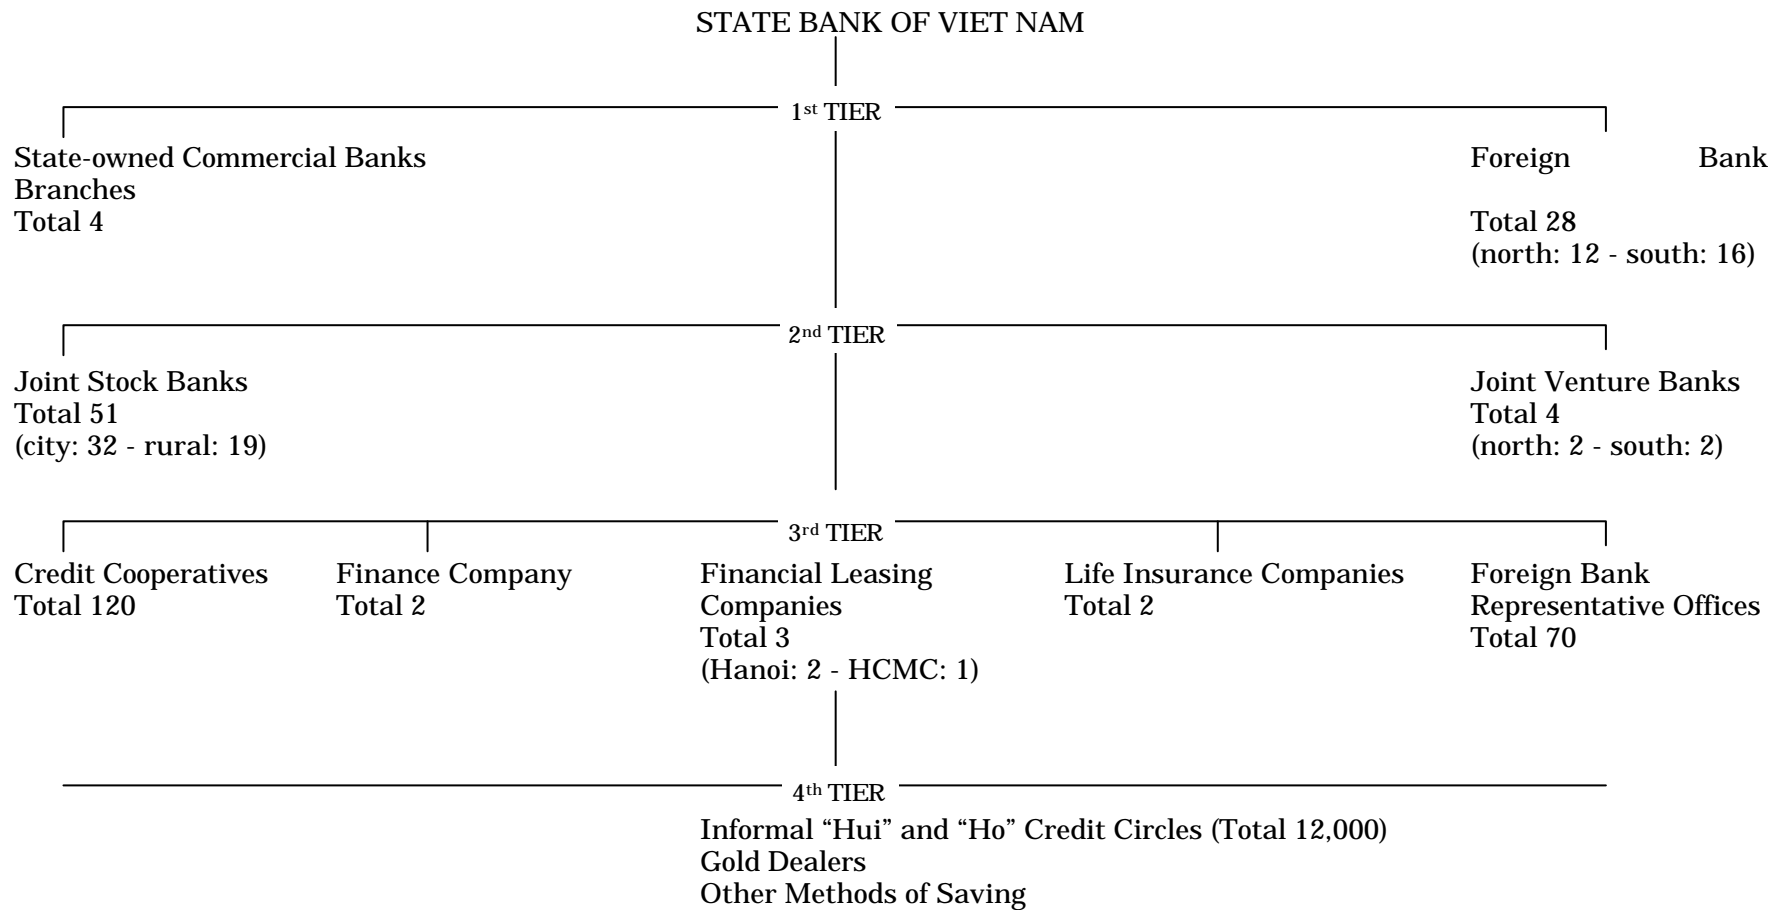 STATE BANK OF VIET NAM
1st TIER
State-owned Commercial Banks
Branches
Total 4
Foreign Bank
Total 28
(north: 12 - south: 16)
2nd TIER
Joint Stock Banks
Total 51
(city: 32 - rural: 19)
Joint Venture Banks
Total 4
(north: 2 - south: 2)
3rd TIER
Credit Cooperatives
Total 120
Finance Company
Total 2
Financial Leasing
Companies
Total 3
(Hanoi: 2 - HCMC: 1)
Life Insurance Companies
Total 2
Foreign Bank
Representative Offices
Total 70
4th TIER
Informal “Hui” and “Ho” Credit Circles (Total 12,000)
Gold Dealers
Other Methods of Saving